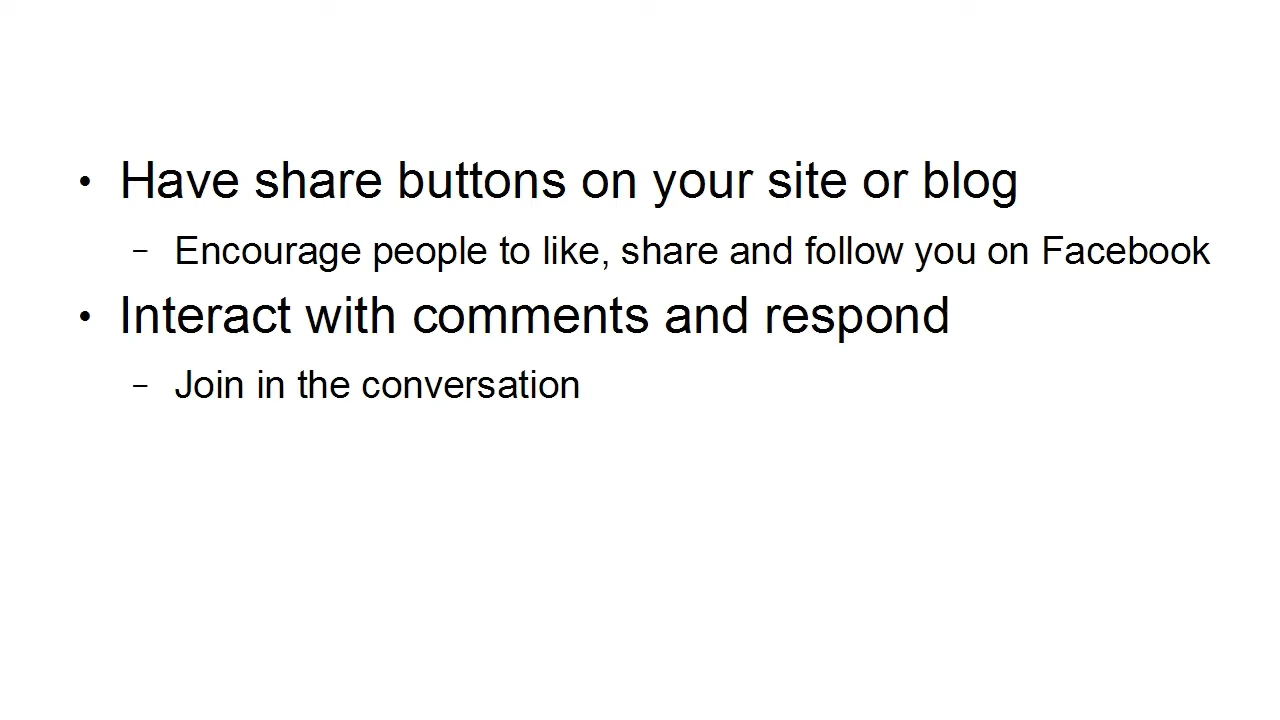 • Have share buttons on your site or blog
– Encourage people to like, share and follow you on Facebook
• Interact with comments and respond
– Join in the conversation